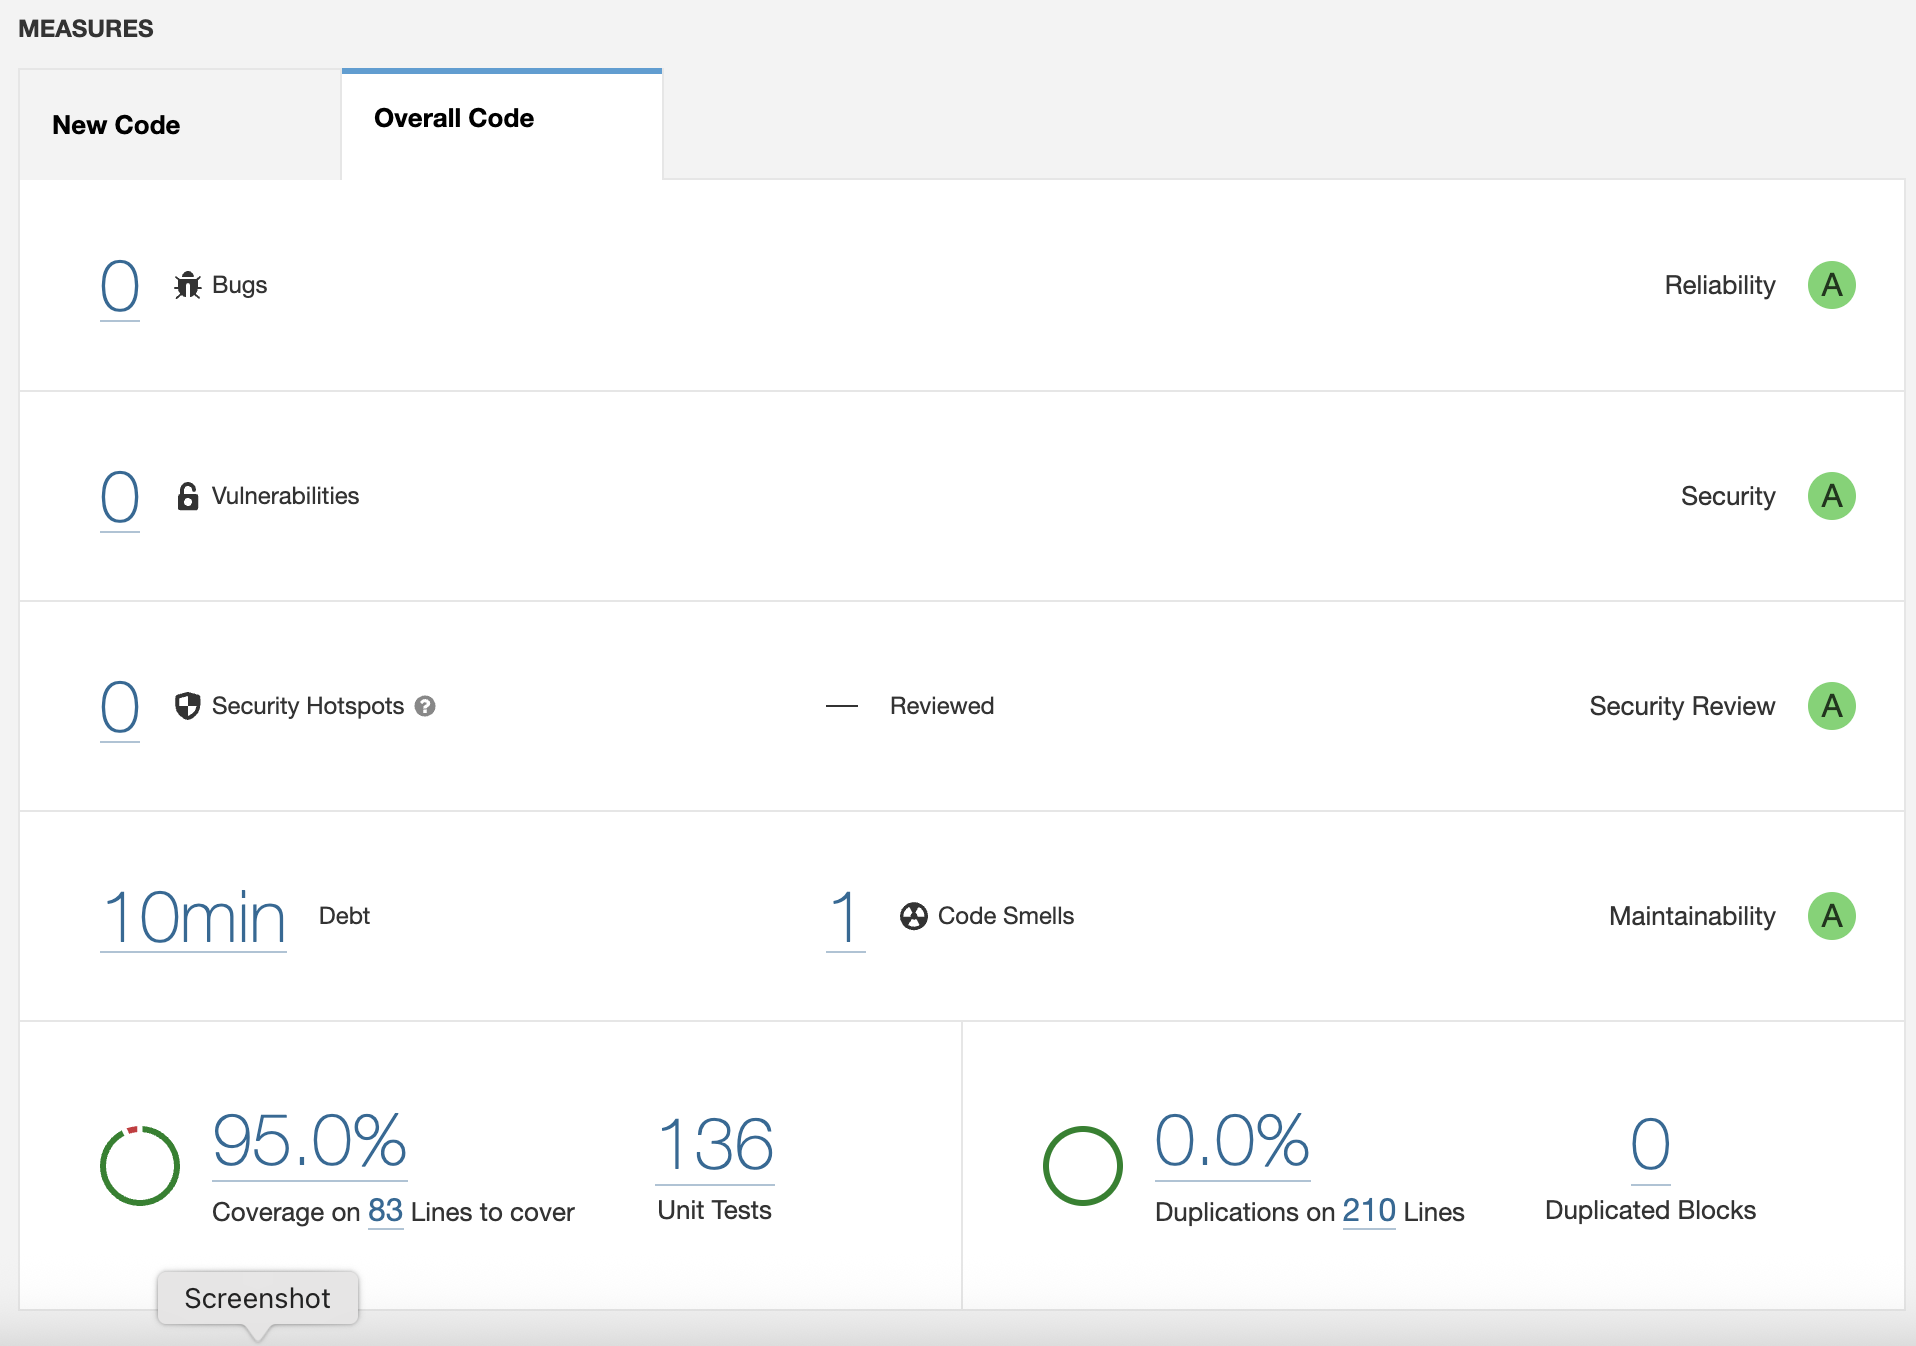 MEASURES
New Code
Overall Code
0 Bugs Reliability A
0 Vulnerabilities Security A
0 Security Hotspots ? — Reviewed Security Review A
10min Debt 1 Code Smells Maintainability A
95.0% 136 0.0% 0
Coverage on 83 Lines to cover Unit Tests Duplications on 210 Lines Duplicated Blocks
Screenshot